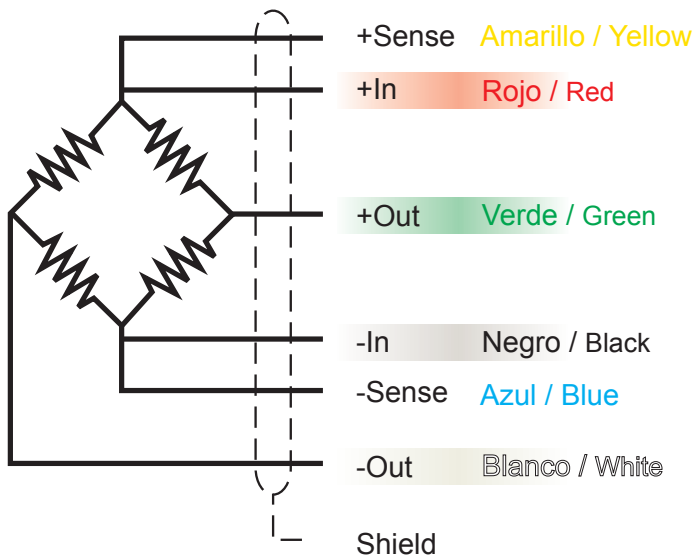 +Sense Amarillo / Yellow
+In Rojo / Red
+Out Verde / Green
-In Negro / Black
-Sense Azul / Blue
-Out Blanco / White
Shield